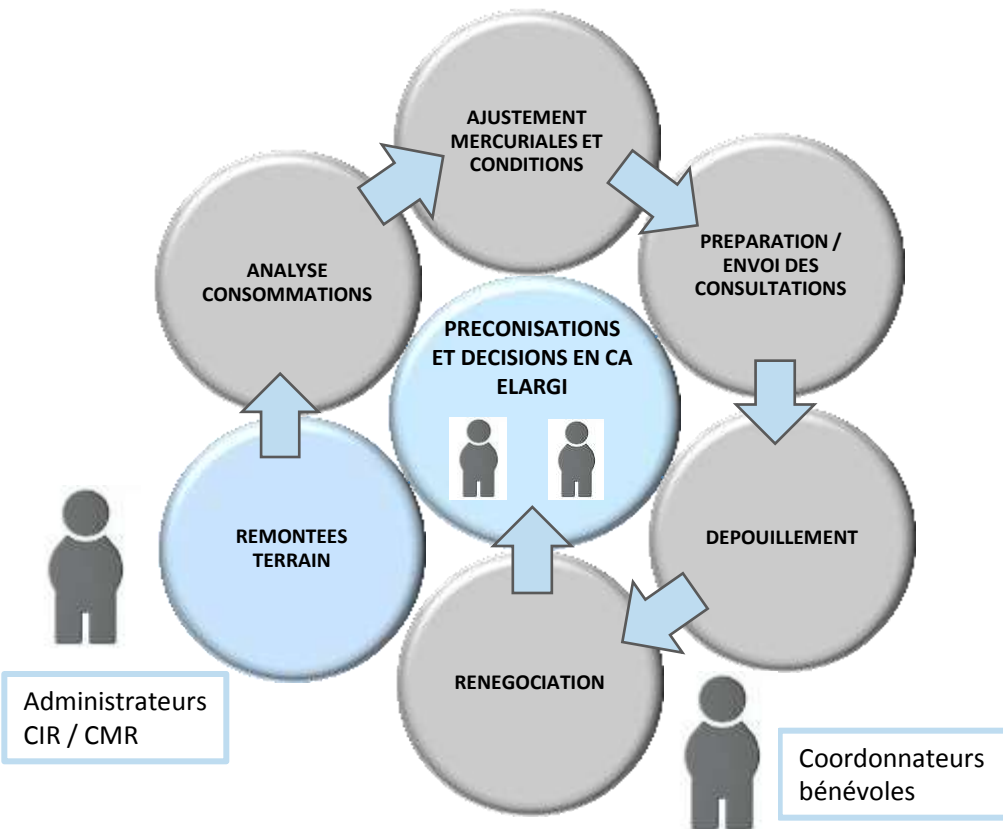 AJUSTEMENT
MERCURIALES ET
CONDITIONS
PREPARATION /
ENVOI DES
CONSULTATIONS
ANALYSE
CONSOMMATIONS
PRECONISATIONS
ET DECISIONS EN CA
ELARGI
REMONTEES
TERRAIN
DEPOUILLEMENT
RENEGOCIATION
Administrateurs
CIR / CMR
Coordonnateurs
bénévoles